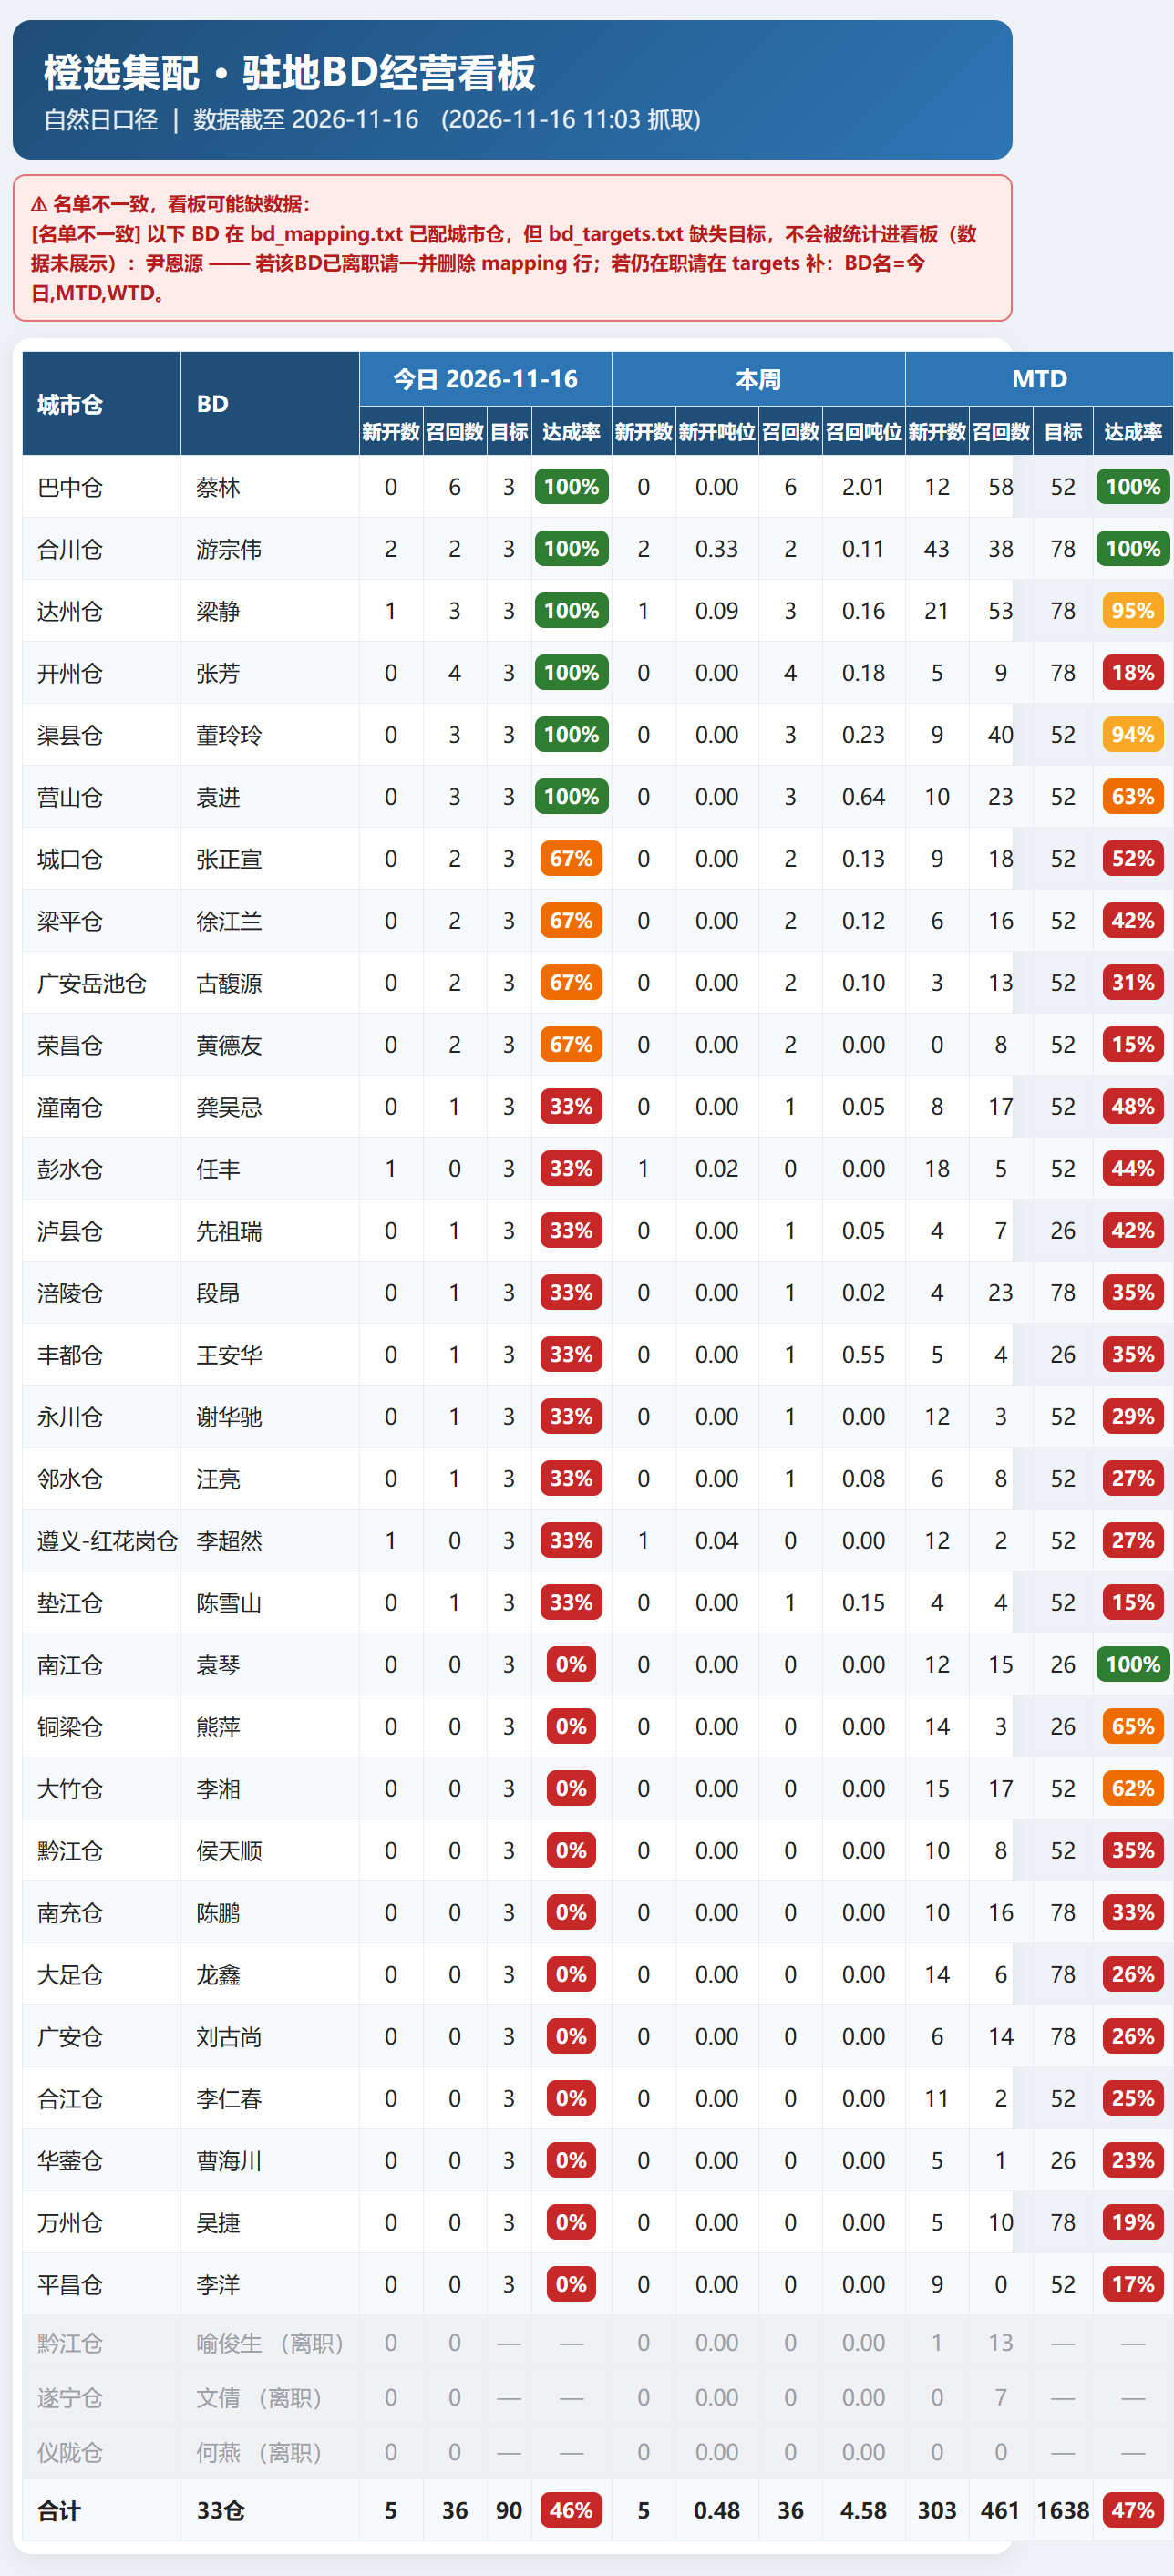 橙选集配 • 驻地BD经营看板
自然日口径 | 数据截至 2026-11-16 (2026-11-16 11:03 抓取)
⚠ 名单不一致，看板可能缺数据：
[名单不一致] 以下 BD 在 bd_mapping.txt 已配城市仓，但 bd_targets.txt 缺失目标，不会被统计进看板（数
据未展示）：尹恩源 —— 若该BD已离职请一并删除 mapping 行；若仍在职请在 targets 补：BD名=今
日,MTD,WTD。
城市仓 BD 今日 2026-11-16 本周 MTD
新开数 召回数 目标 达成率 新开数 新开吨位 召回数 召回吨位 新开数 召回数 目标 达成率
巴中仓 蔡林 0 6 3 100% 0 0.00 6 2.01 12 58 52 100%
合川仓 游宗伟 2 2 3 100% 2 0.33 2 0.11 43 38 78 100%
达州仓 梁静 1 3 3 100% 1 0.09 3 0.16 21 53 78 95%
开州仓 张芳 0 4 3 100% 0 0.00 4 0.18 5 9 78 18%
渠县仓 董玲玲 0 3 3 100% 0 0.00 3 0.23 9 40 52 94%
营山仓 袁进 0 3 3 100% 0 0.00 3 0.64 10 23 52 63%
城口仓 张正宣 0 2 3 67% 0 0.00 2 0.13 9 18 52 52%
梁平仓 徐江兰 0 2 3 67% 0 0.00 2 0.12 6 16 52 42%
广安岳池仓 古馥源 0 2 3 67% 0 0.00 2 0.10 3 13 52 31%
荣昌仓 黄德友 0 2 3 67% 0 0.00 2 0.00 0 8 52 15%
潼南仓 龚吴忌 0 1 3 33% 0 0.00 1 0.05 8 17 52 48%
彭水仓 任丰 1 0 3 33% 1 0.02 0 0.00 18 5 52 44%
泸县仓 先祖瑞 0 1 3 33% 0 0.00 1 0.05 4 7 26 42%
涪陵仓 段昂 0 1 3 33% 0 0.00 1 0.02 4 23 78 35%
丰都仓 王安华 0 1 3 33% 0 0.00 1 0.55 5 4 26 35%
永川仓 谢华驰 0 1 3 33% 0 0.00 1 0.00 12 3 52 29%
邻水仓 汪亮 0 1 3 33% 0 0.00 1 0.08 6 8 52 27%
遵义-红花岗仓 李超然 1 0 3 33% 1 0.04 0 0.00 12 2 52 27%
垫江仓 陈雪山 0 1 3 33% 0 0.00 1 0.15 4 4 52 15%
南江仓 袁琴 0 0 3 0% 0 0.00 0 0.00 12 15 26 100%
铜梁仓 熊萍 0 0 3 0% 0 0.00 0 0.00 14 3 26 65%
大竹仓 李湘 0 0 3 0% 0 0.00 0 0.00 15 17 52 62%
黔江仓 侯天顺 0 0 3 0% 0 0.00 0 0.00 10 8 52 35%
南充仓 陈鹏 0 0 3 0% 0 0.00 0 0.00 10 16 78 33%
大足仓 龙鑫 0 0 3 0% 0 0.00 0 0.00 14 6 78 26%
广安仓 刘古尚 0 0 3 0% 0 0.00 0 0.00 6 14 78 26%
合江仓 李仁春 0 0 3 0% 0 0.00 0 0.00 11 2 52 25%
华蓥仓 曹海川 0 0 3 0% 0 0.00 0 0.00 5 1 26 23%
万州仓 吴捷 0 0 3 0% 0 0.00 0 0.00 5 10 78 19%
平昌仓 李洋 0 0 3 0% 0 0.00 0 0.00 9 0 52 17%
黔江仓 喻俊生 （离职） 0 0 — — 0 0.00 0 0.00 1 13 — —
遂宁仓 文倩 （离职） 0 0 — — 0 0.00 0 0.00 0 7 — —
仪陇仓 何燕 （离职） 0 0 — — 0 0.00 0 0.00 0 0 — —
合计 33仓 5 36 90 46% 5 0.48 36 4.58 303 461 1638 47%